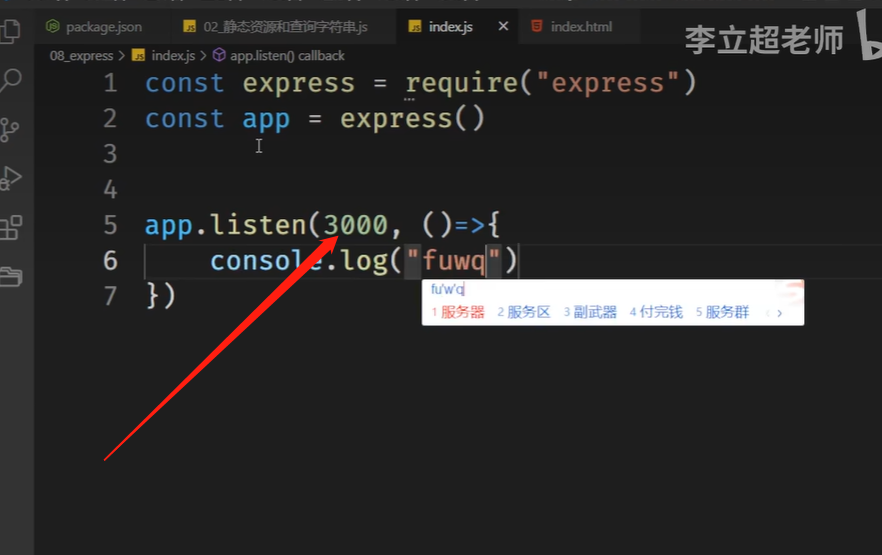 package.json
02_静态资源和查询字符串.js
index.js
index.html
李立超老师
08_express > index.js > app.listen() callback
1 const express = require("express")
2 const app = express()
3
4
5 app.listen(3000, ()=>{
6 console.log("fuwq")
7 })
fu'w'q
1 服务器 2 服务区 3 副武器 4 付完钱 5 服务群